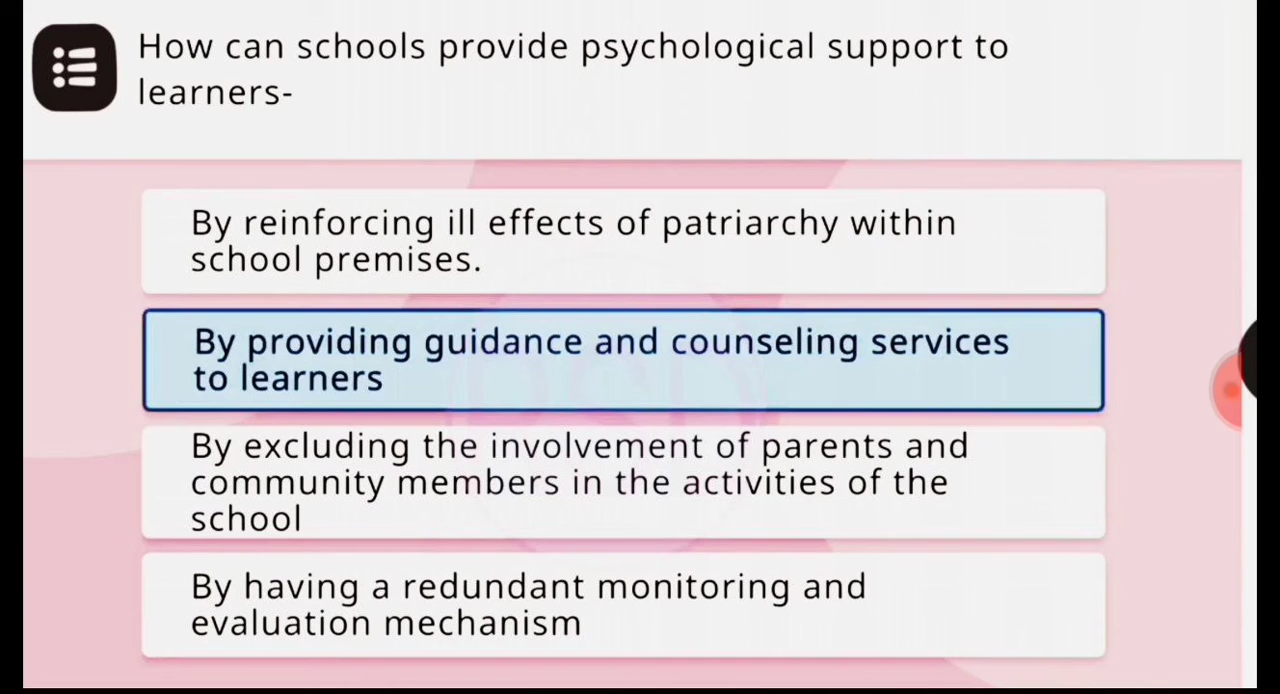 How can schools provide psychological support to
learners-
By reinforcing ill effects of patriarchy within
school premises.
By providing guidance and counseling services
to learners
By excluding the involvement of parents and
community members in the activities of the
school
By having a redundant monitoring and
evaluation mechanism